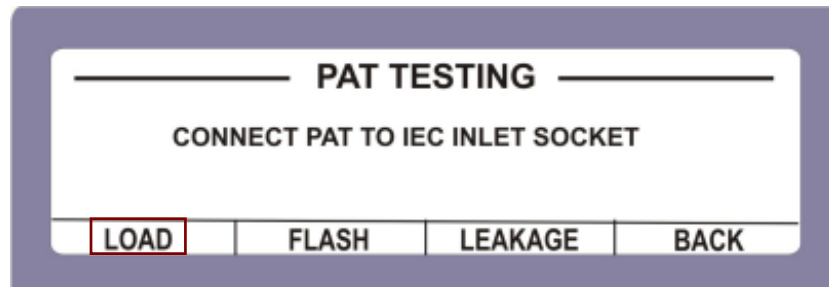 PAT TESTING
CONNECT PAT TO IEC INLET SOCKET
LOAD FLASH LEAKAGE BACK